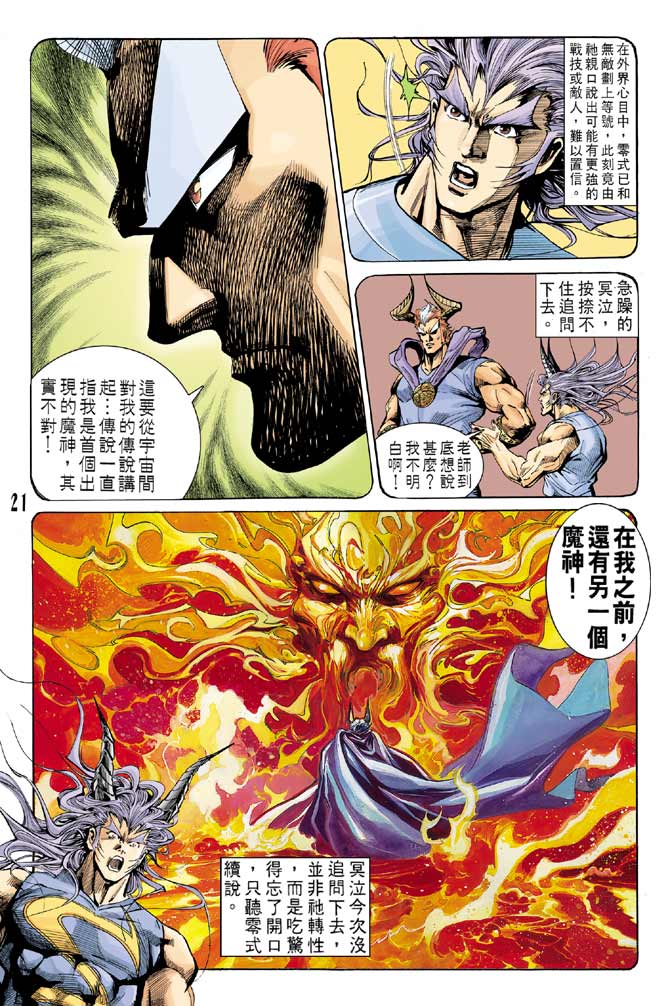 在外界心目中，零式已和
無敵劃上等號，此刻竟由
祂親口說出可能有更強的
戰技或敵人，難以置信。
這要從宇宙間
對我的傳說講
起…傳說一直
指我是首個出
現的魔神，其
實不對！
急躁的
冥泣，
按捺不
住追問
下去。
老師到
底想說
甚麼？
我不明
白啊！
21
在我之前，
還有另一個
魔神！
冥泣今次沒
追問下去，
並非祂轉性
，而是吃驚
得忘了開口
，只聽零式
續說。